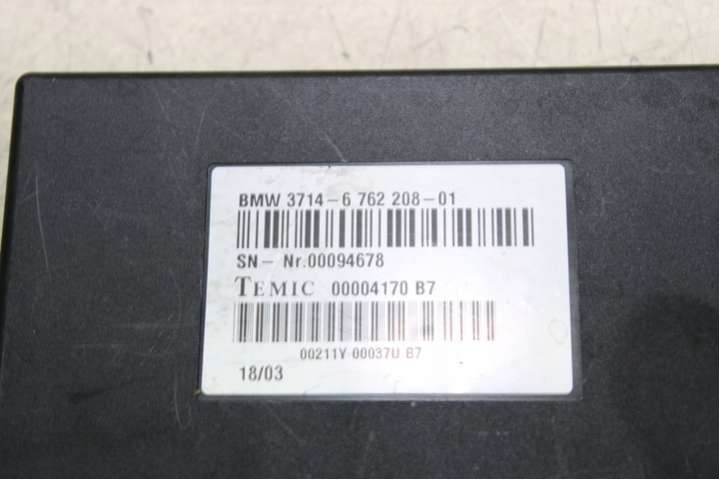 BMW 3714-6 762 208-01
SN- Nr.00094678
TEMIC 00004170 B7
00211Y 00037U B7
18/03